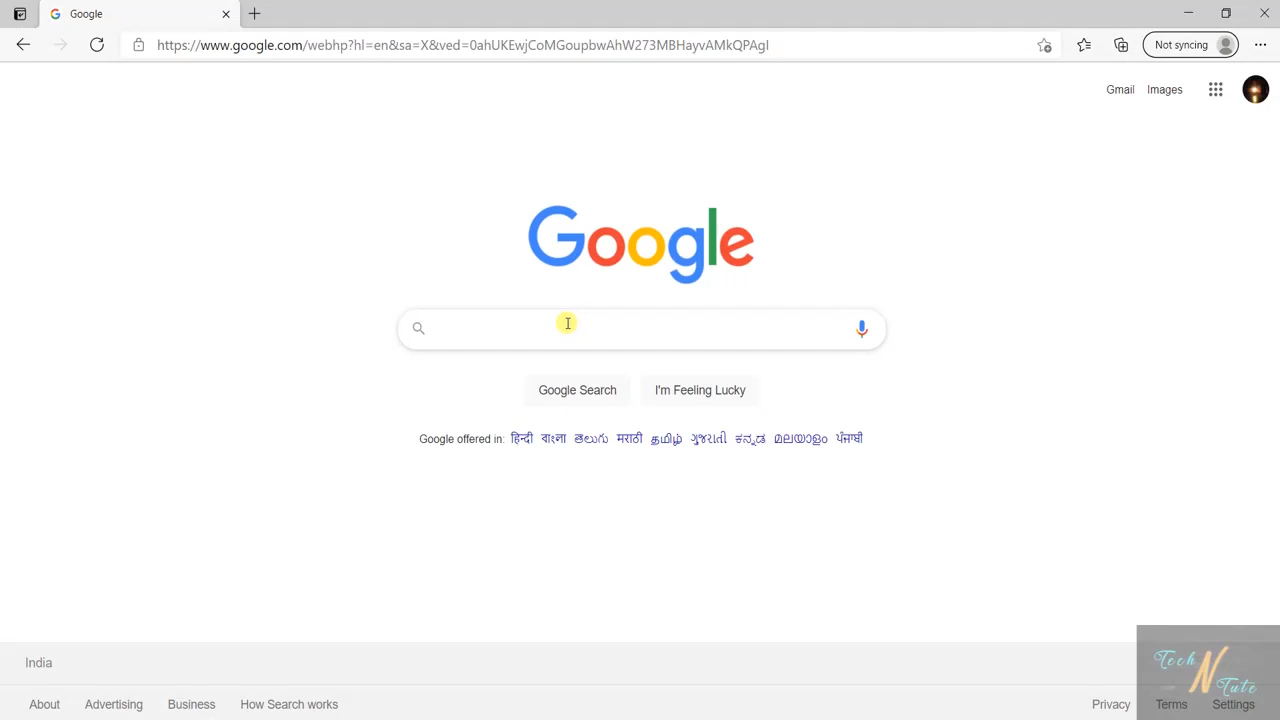 Google
https://www.google.com/webhp?hl=en&sa=X&ved=0ahUKEwjCoMGoupbwAhW273MBHayvAMkQPAgI
Not syncing
Gmail Images
Google
Google Search I'm Feeling Lucky
Google offered in: हिन्दी বাংলা తెలుగు मराठी தமிழ் ગુજરાતી ಕನ್ನಡ മലയാളം ਪੰਜਾਬੀ
India
Tech N Tute
About Advertising Business How Search works Privacy Terms Settings